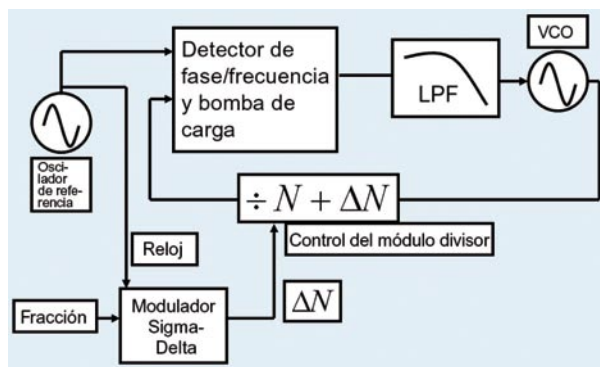 VCO
Detector de
fase/frecuencia
y bomba de
carga
LPF
Osci-
lador
de refe-
rencia
÷ N + ΔN
Control del módulo divisor
Reloj
ΔN
Fracción
Modulador
Sigma-
Delta